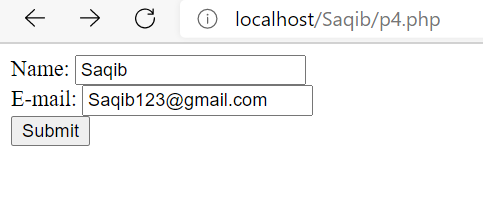 localhost/Saqib/p4.php
Name: Saqib
E-mail: Saqib123@gmail.com
Submit